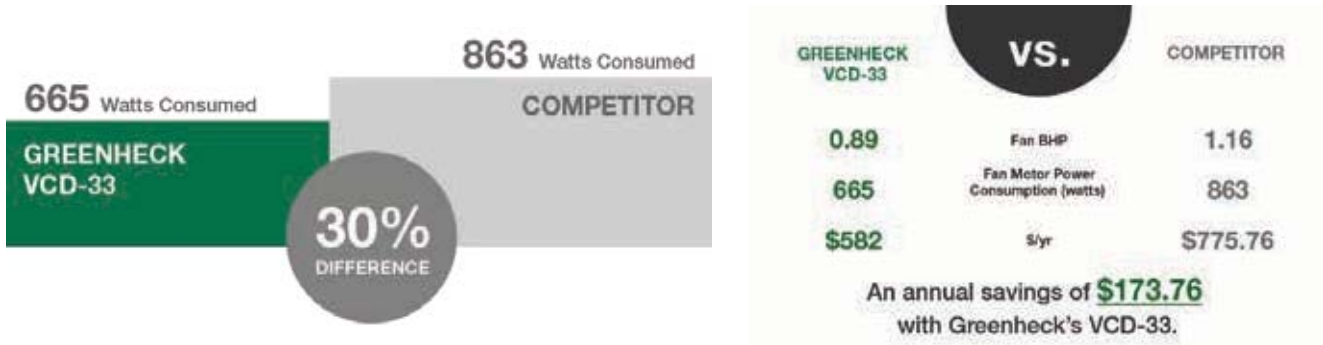 863 Watts Consumed
665 Watts Consumed
COMPETITOR
GREENHECK
VCD-33
30%
DIFFERENCE
GREENHECK
VCD-33
VS.
COMPETITOR
0.89 Fan BHP 1.16
Fan Motor Power
665 Consumption (watts) 863
$582 $/yr $775.76
An annual savings of $173.76
with Greenheck's VCD-33.